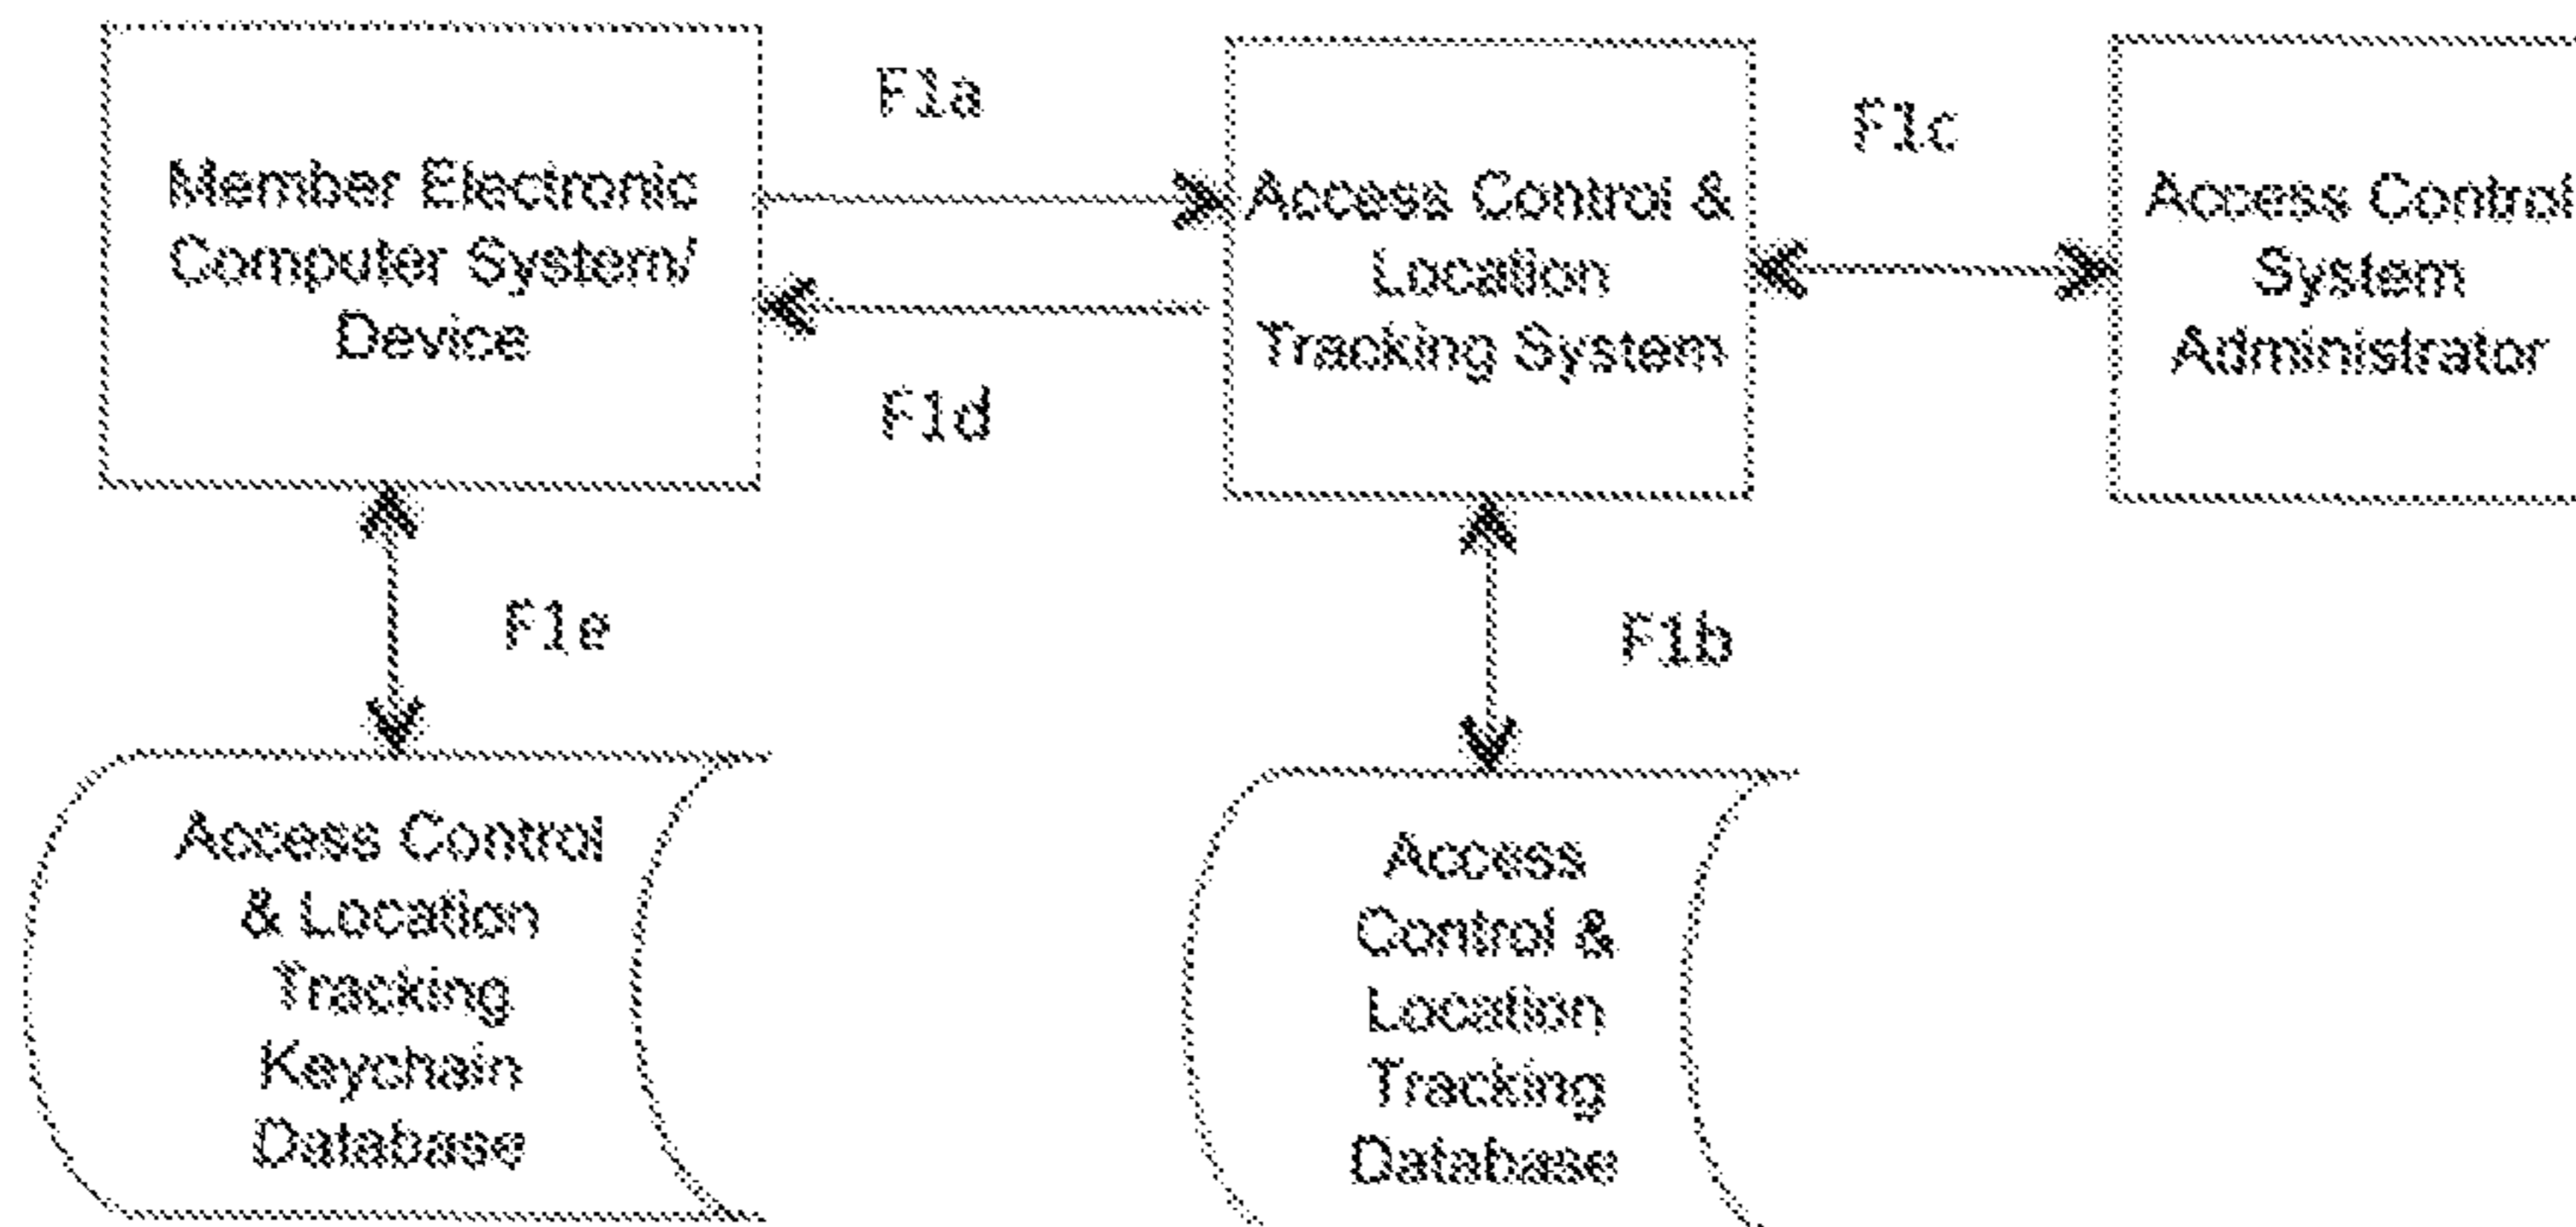 Member Electronic
Computer System/
Device
F1a
F1d
Access Control &
Location
Tracking System
F1c
Access Control
System
Administrator
F1e
F1b
Access Control
& Location
Tracking
Keychain
Database
Access
Control &
Location
Tracking
Database